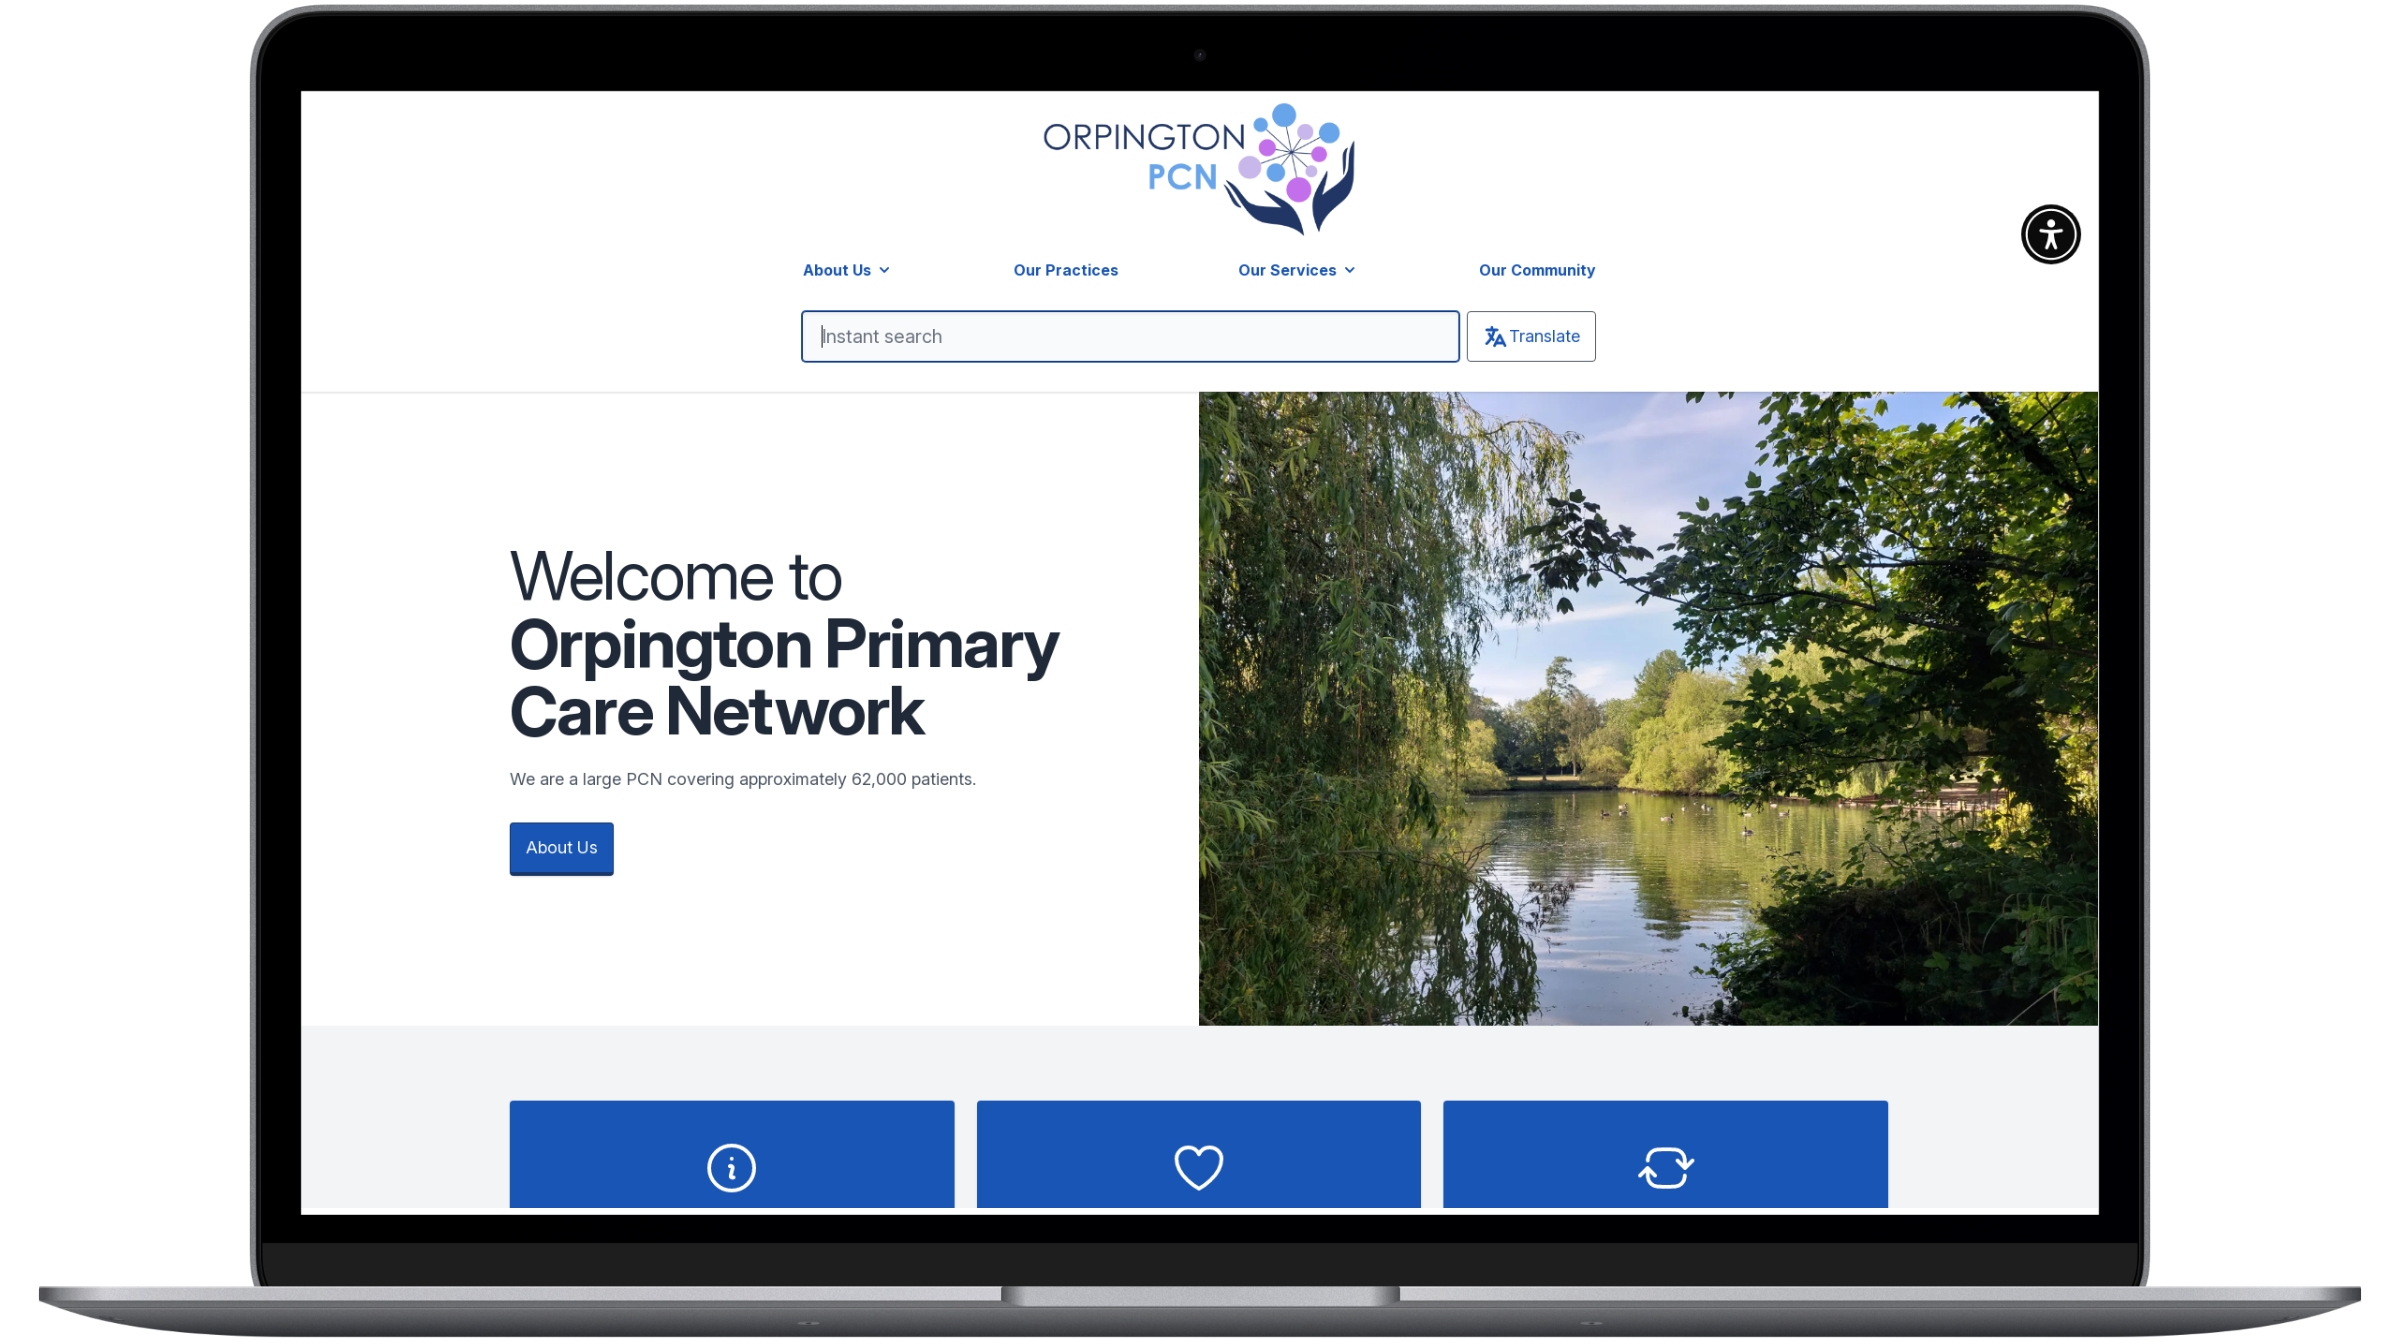 ORPINGTON
PCN
About Us
Our Practices
Our Services
Our Community
Instant search
Translate
Welcome to
Orpington Primary
Care Network
We are a large PCN covering approximately 62,000 patients.
About Us